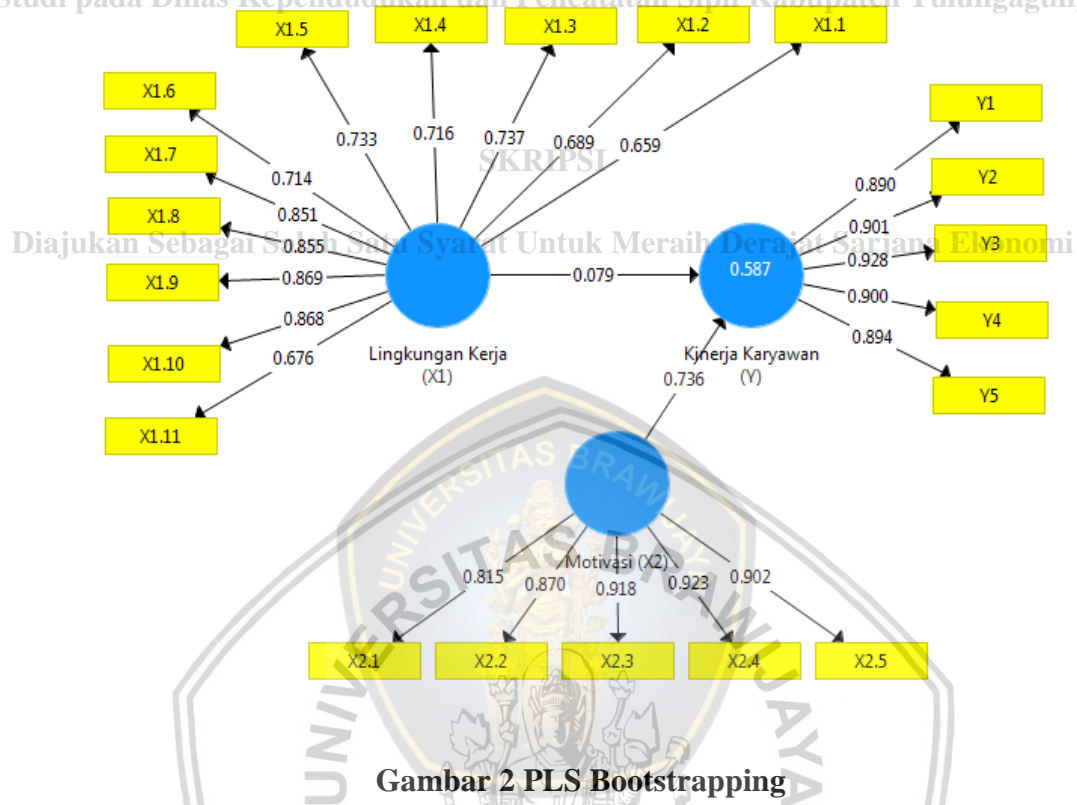 Studi pada Dinas Kependudukan dan Pencatatan Sipil Kabupaten Tulungagung
X1.5 X1.4 X1.3 X1.2 X1.1
X1.6
X1.7
X1.8
X1.9
X1.10
X1.11
0.733 0.716 0.737 0.689 0.659
0.714
0.851
0.855
0.869
0.868
0.676
SKRIPSI
Diajukan Sebagai Salah Satu Syarat Untuk Meraih Derajat Sarjana Ekonomi
Lingkungan Kerja
(X1)
0.079
0.587
Kinerja Karyawan
(Y)
0.890
0.901
0.928
0.900
0.894
Y1
Y2
Y3
Y4
Y5
0.736
Motivasi (X2)
0.815 0.870 0.918 0.923 0.902
X2.1 X2.2 X2.3 X2.4 X2.5
UNIVERSITAS BRAWIJAYA
UNIVERSITAS BRAWIJAYA
Gambar 2 PLS Bootstrapping